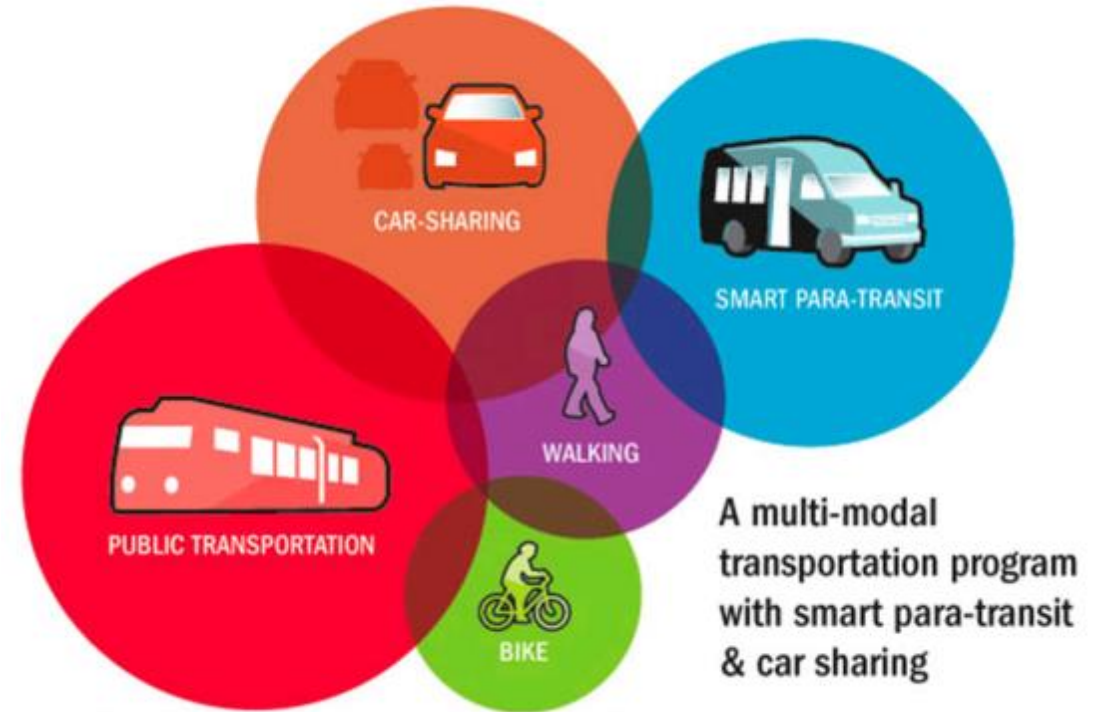 CAR-SHARING
SMART PARA-TRANSIT
WALKING
PUBLIC TRANSPORTATION
BIKE
A multi-modal
transportation program
with smart para-transit
& car sharing